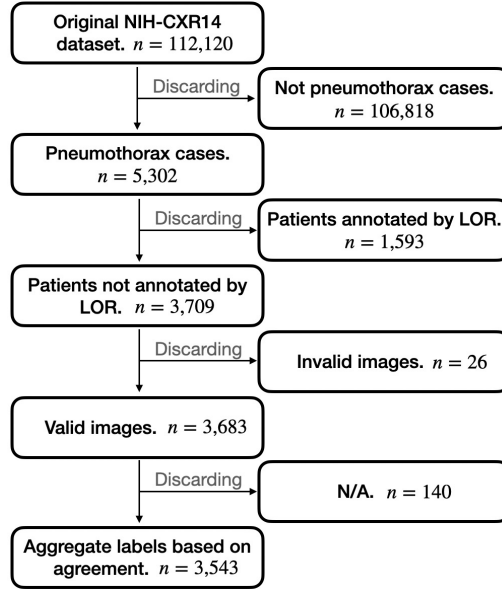 Original NIH-CXR14
dataset. n = 112,120
Discarding
Not pneumothorax cases.
n = 106,818
Pneumothorax cases.
n = 5,302
Discarding
Patients annotated by LOR.
n = 1,593
Patients not annotated by
LOR. n = 3,709
Discarding
Invalid images. n = 26
Valid images. n = 3,683
Discarding
N/A. n = 140
Aggregate labels based on
agreement. n = 3,543